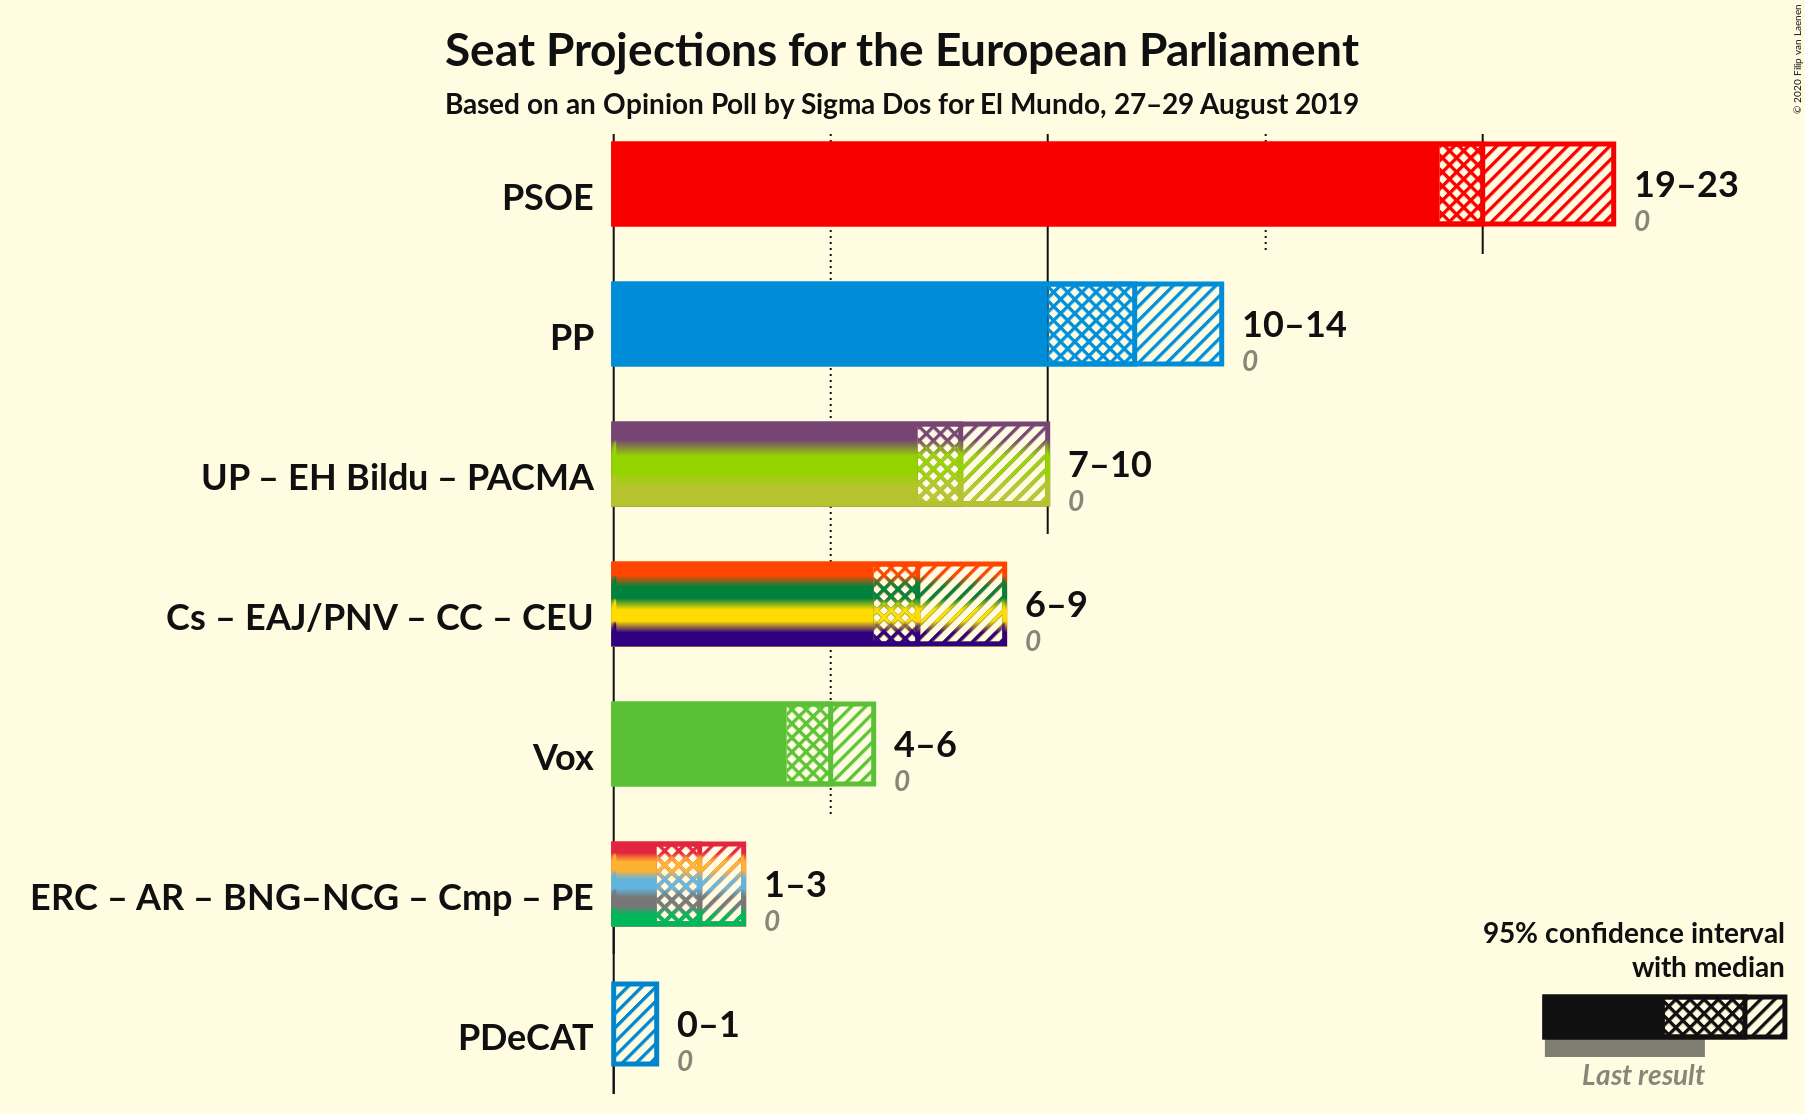 Seat Projections for the European Parliament
Based on an Opinion Poll by Sigma Dos for El Mundo, 27–29 August 2019
© 2020 Filip van Laenen
PSOE
19–23
0
PP
10–14
0
UP – EH Bildu – PACMA
7–10
0
Cs – EAJ/PNV – CC – CEU
6–9
0
Vox
4–6
0
ERC – AR – BNG–NCG – Cmp – PE
1–3
0
PDeCAT
0–1
0
95% confidence interval
with median
Last result